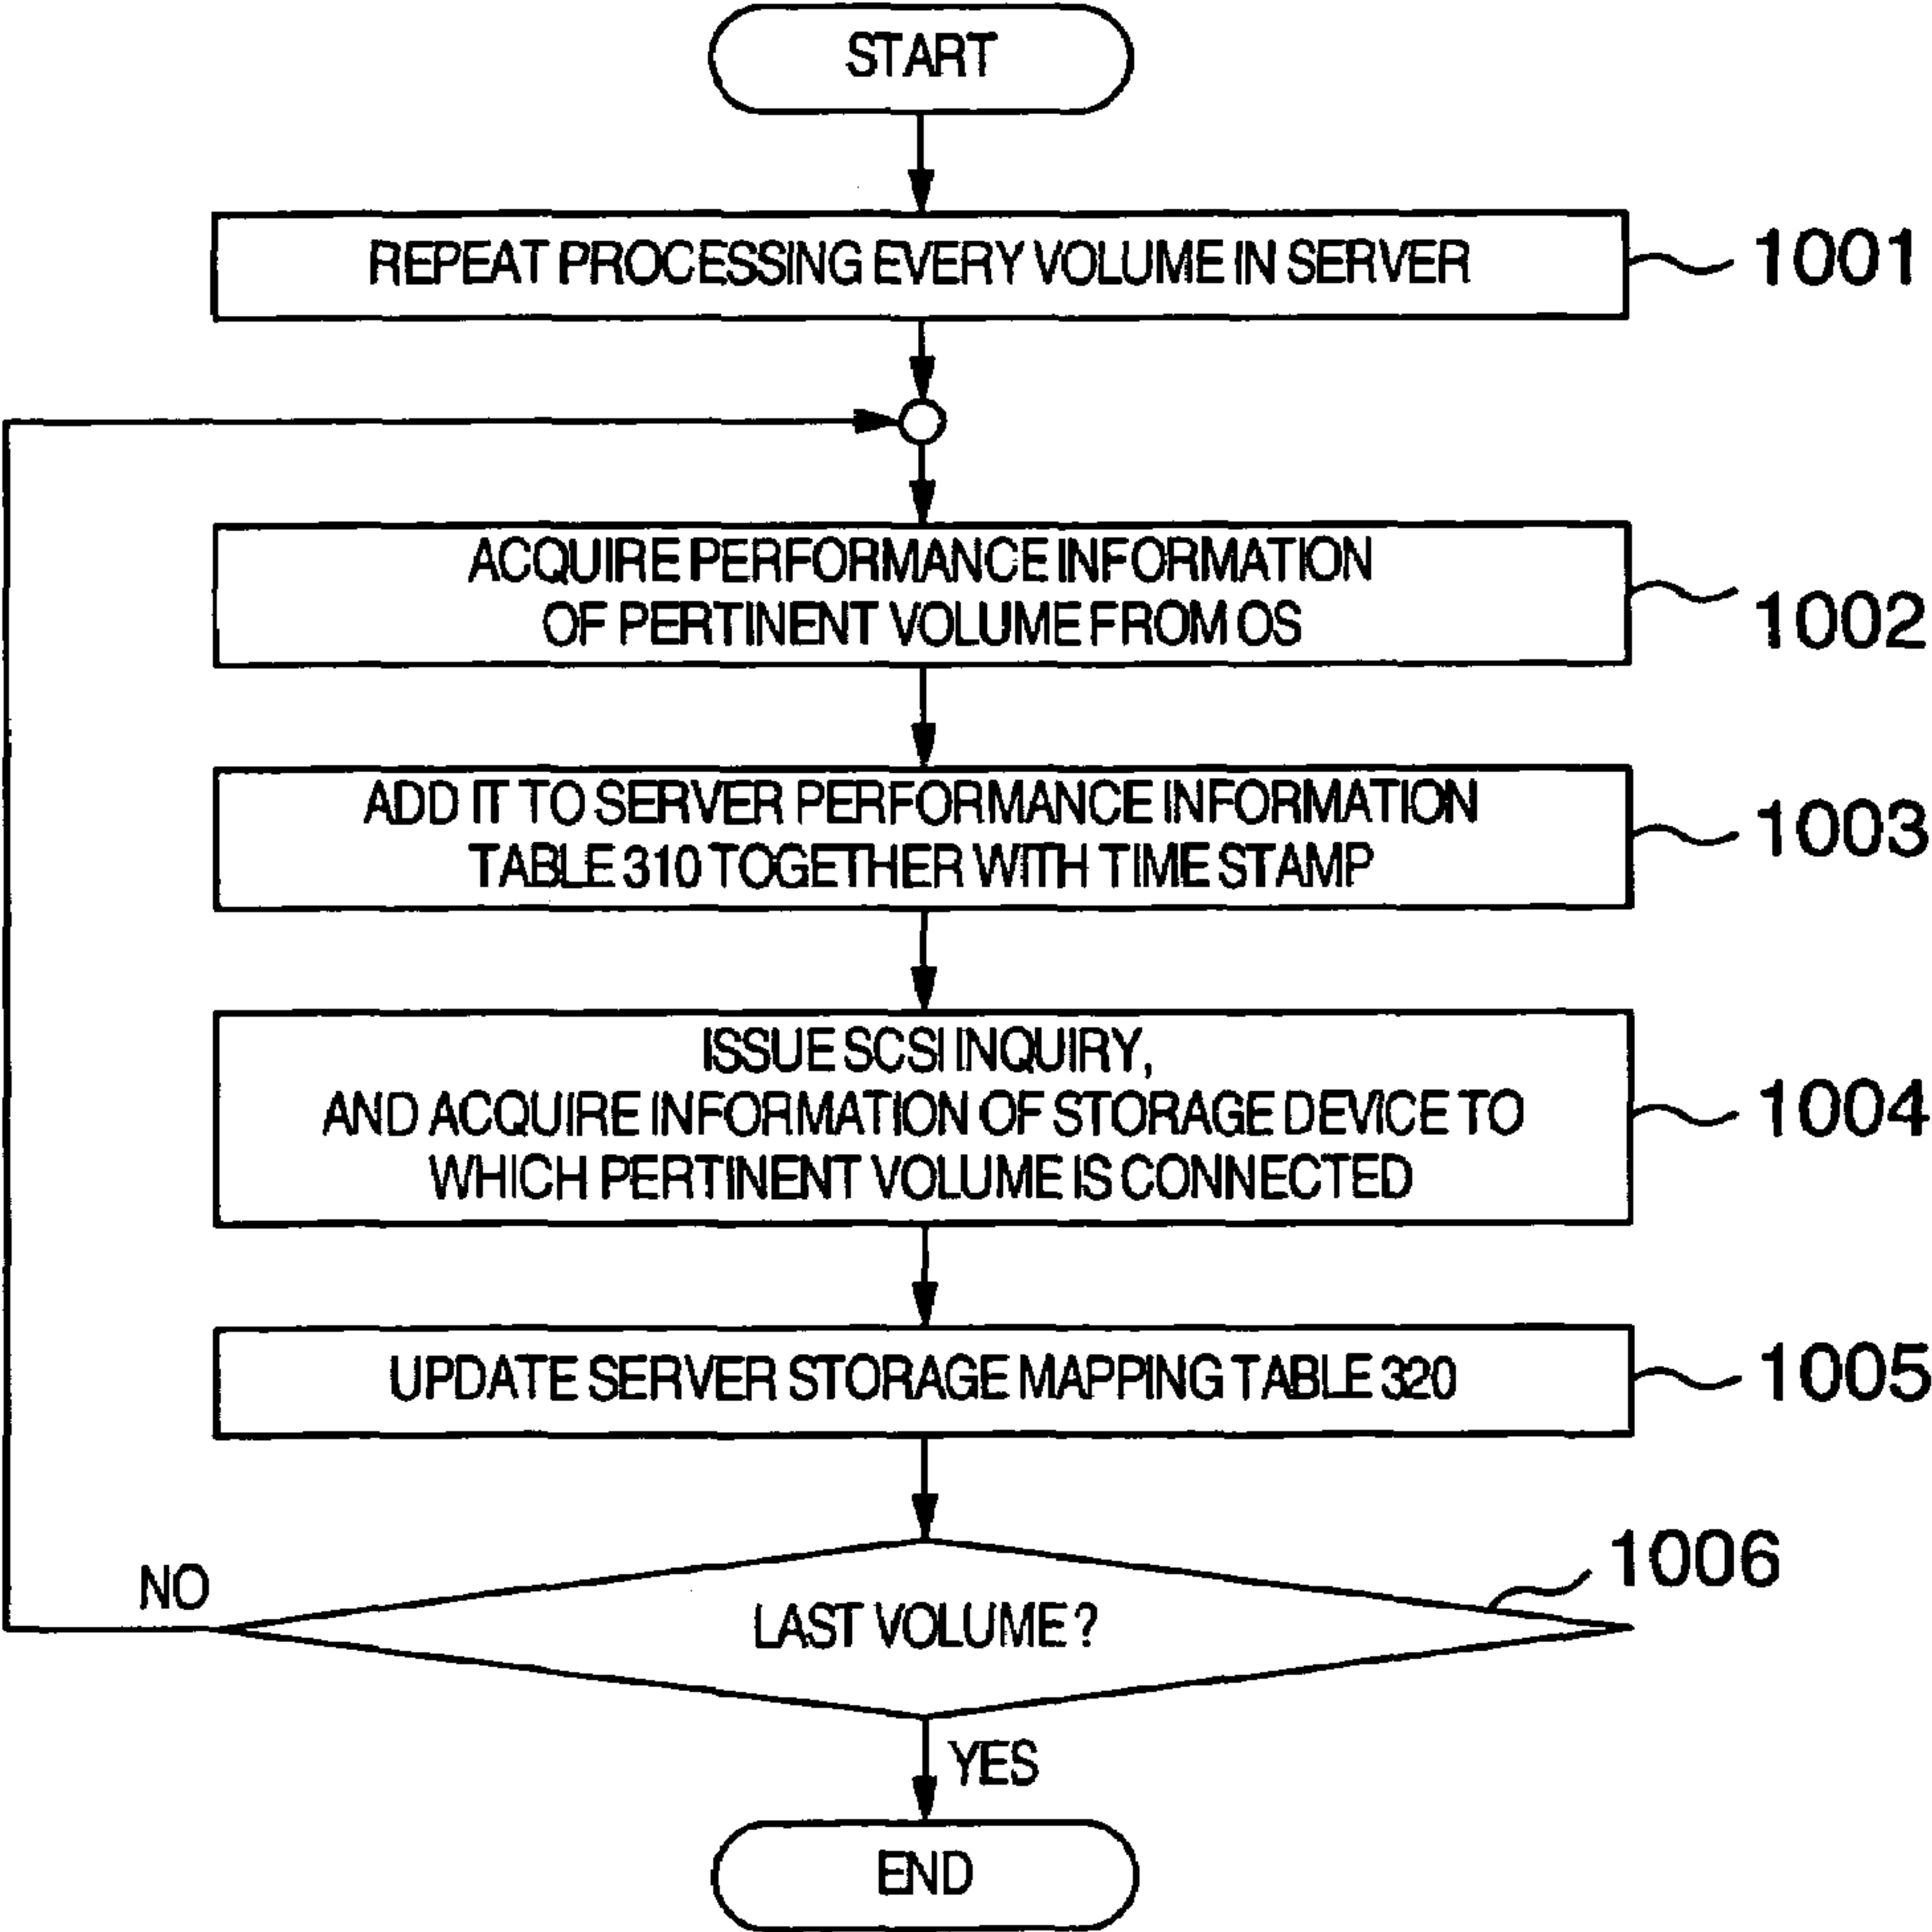 START
REPEAT PROCESSING EVERY VOLUME IN SERVER
1001
ACQUIRE PERFORMANCE INFORMATION
OF PERTINENT VOLUME FROM OS
1002
ADD IT TO SERVER PERFORMANCE INFORMATION
TABLE 310 TOGETHER WITH TIME STAMP
1003
ISSUE SCSI INQUIRY,
AND ACQUIRE INFORMATION OF STORAGE DEVICE TO
WHICH PERTINENT VOLUME IS CONNECTED
1004
UPDATE SERVER STORAGE MAPPING TABLE 320
1005
1006
NO
LAST VOLUME?
YES
END